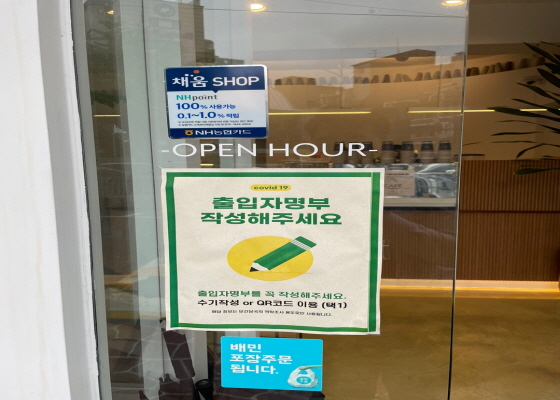 채움 SHOP
NHpoint
100% 사용가능
0.1~1.0% 적립
NH농협카드
-OPEN HOUR-
covid 19
출입자명부
작성해주세요
출입자명부를 꼭 작성해주세요.
수기작성 or QR코드 이용 (택1)
배민
포장주문
됩니다.